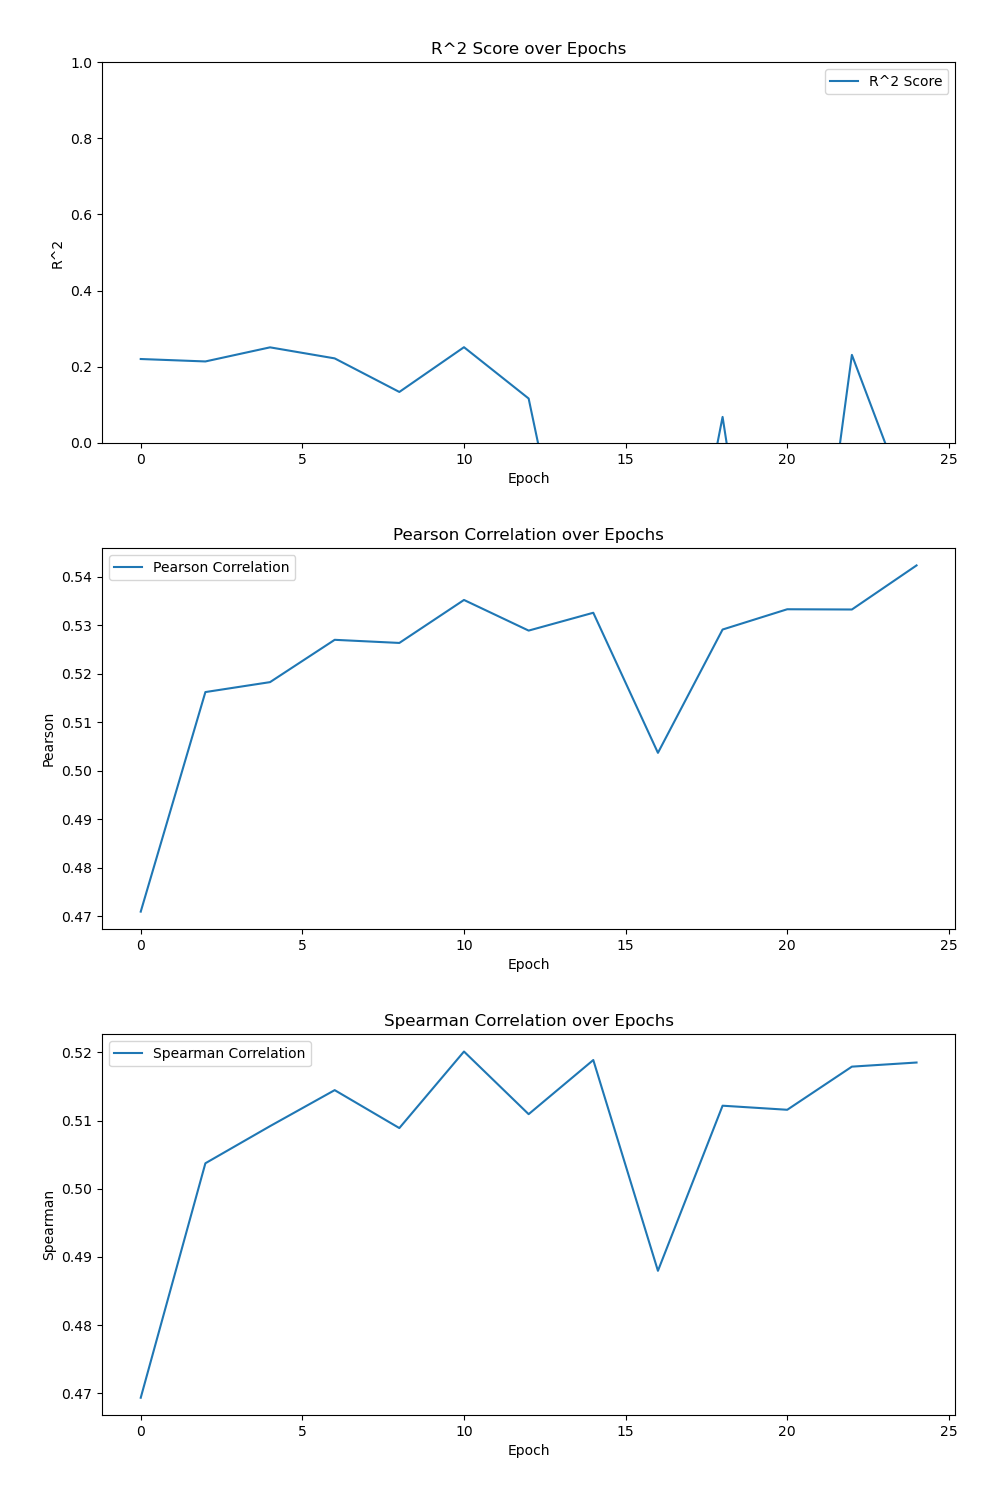 R^2 Score over Epochs
1.0
R^2 Score
0.8
0.6
R^2
0.4
0.2
0.0
0 5 10 15 20 25
Epoch
Pearson Correlation over Epochs
Pearson Correlation
0.54
0.53
0.52
0.51
Pearson
0.50
0.49
0.48
0.47
0 5 10 15 20 25
Epoch
Spearman Correlation over Epochs
Spearman Correlation
0.52
0.51
0.50
Spearman
0.49
0.48
0.47
0 5 10 15 20 25
Epoch